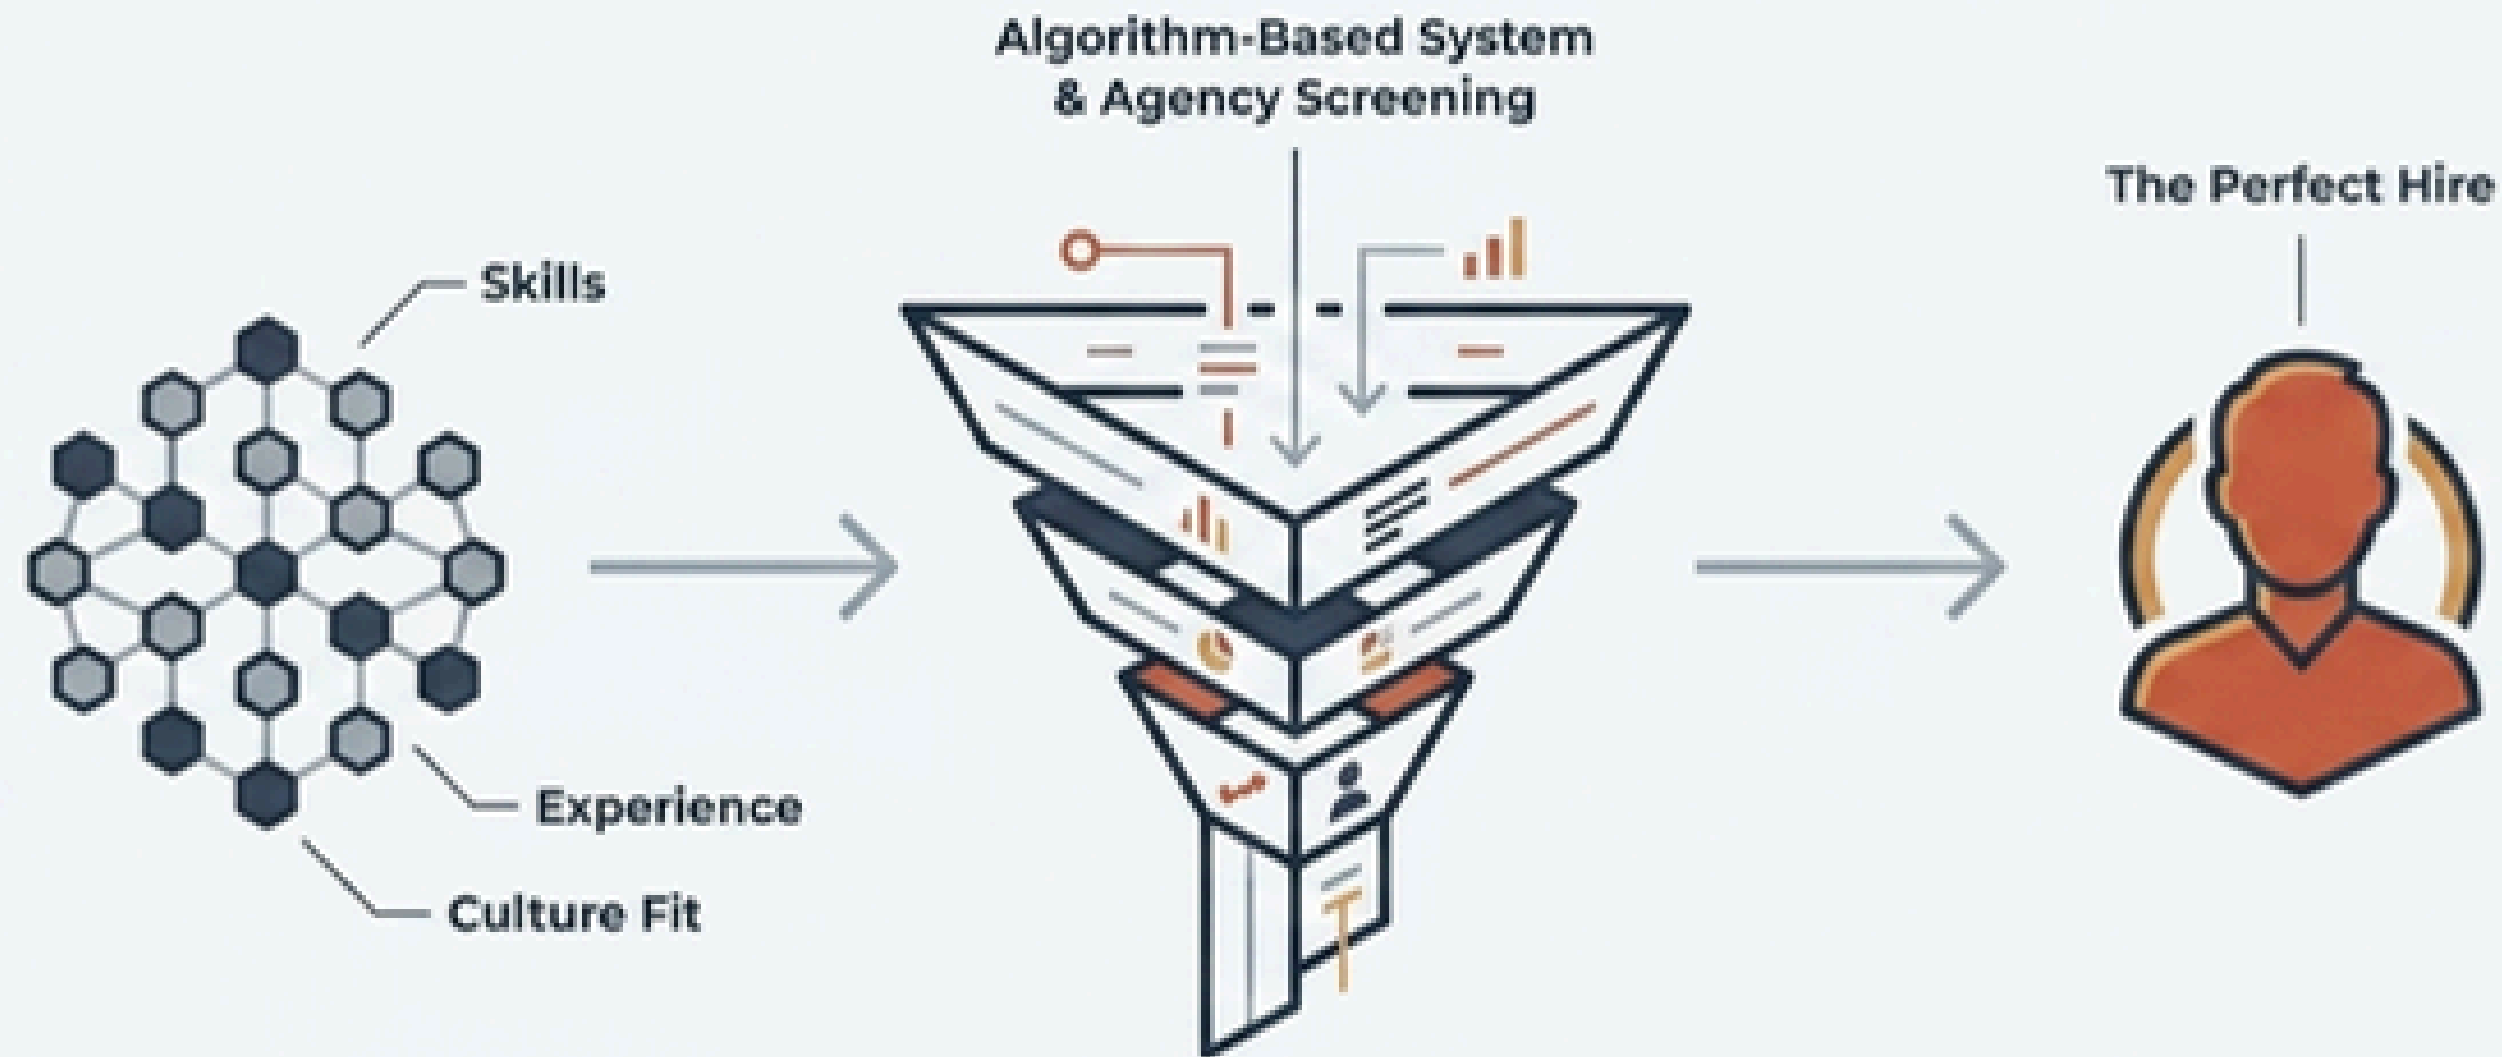 Algorithm-Based System
& Agency Screening
The Perfect Hire
Skills
Experience
Culture Fit